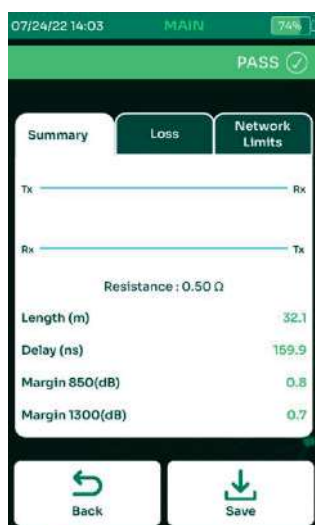 07/24/22 14:03 MAIN 74%
PASS
Summary Loss Network
Limits
Tx Rx
Rx Tx
Resistance : 0.50 Ω
Length (m) 32.1
Delay (ns) 159.9
Margin 850(dB) 0.8
Margin 1300(dB) 0.7
Back Save